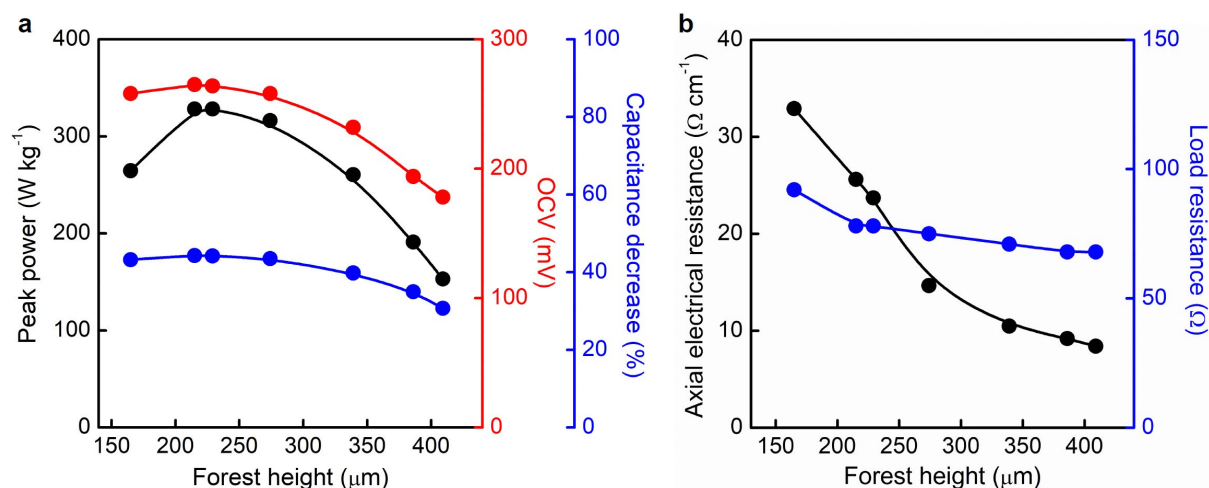 a
400
300
200
100
0
Peak power (W kg⁻¹)
150 200 250 300 350 400
Forest height (μm)
300
200
100
0
OCV (mV)
100
80
60
40
20
0
Capacitance decrease (%)
b
40
30
20
10
0
Axial electrical resistance (Ω cm⁻¹)
150 200 250 300 350 400
Forest height (μm)
150
100
50
0
Load resistance (Ω)